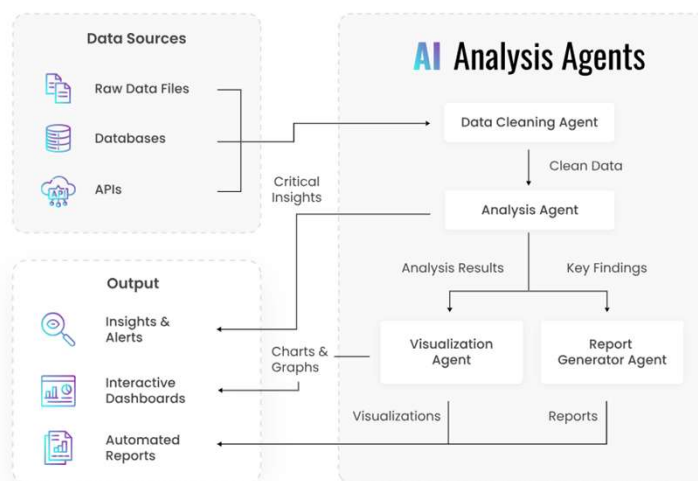 Data Sources
Raw Data Files
Databases
API
APIs
AI Analysis Agents
Data Cleaning Agent
Clean Data
Critical
Insights
Analysis Agent
Analysis Results
Key Findings
Output
Insights &
Alerts
Charts &
Graphs
Visualization
Agent
Report
Generator Agent
Interactive
Dashboards
Visualizations
Reports
Automated
Reports